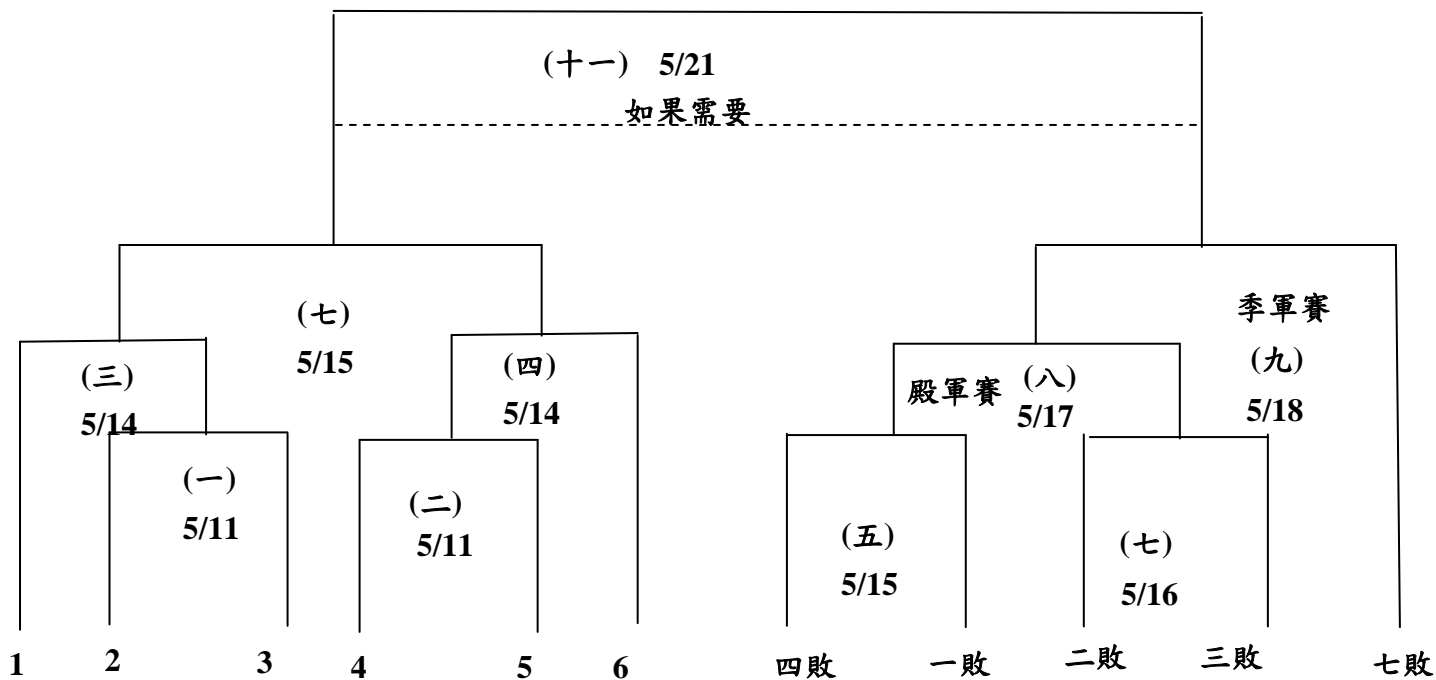 (十一) 5/21
如果需要
(七)
5/15
(三)
5/14
(四)
5/14
(一)
5/11
(二)
5/11
季軍賽
(九)
5/18
殿軍賽 (八)
5/17
(五)
5/15
(七)
5/16
1 2 3 4 5 6 四敗 一敗 二敗 三敗 七敗